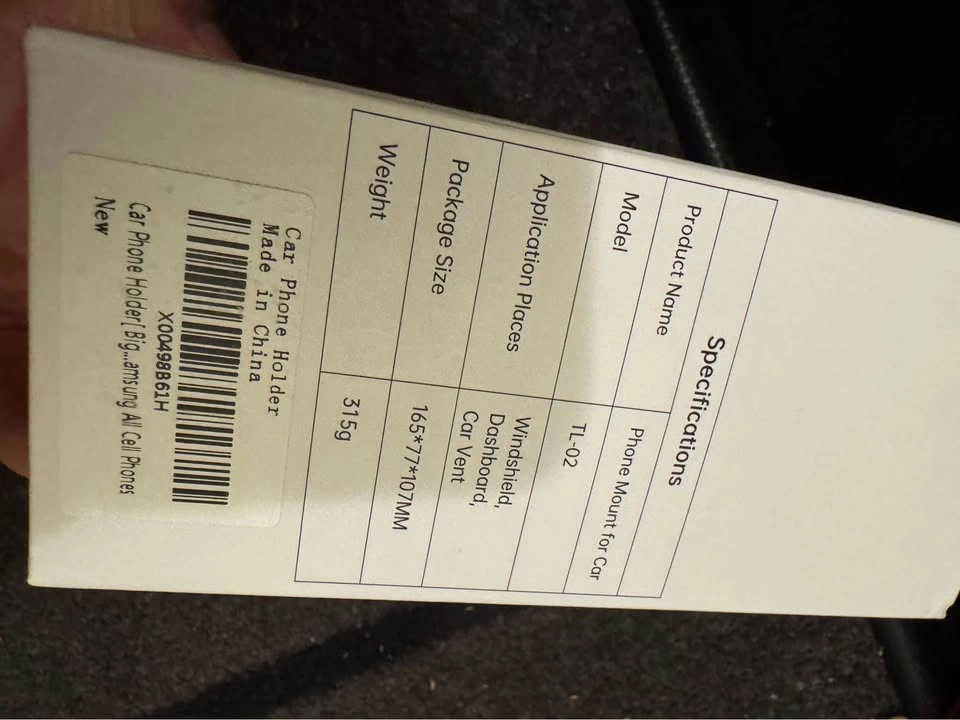 Specifications
Product Name Phone Mount for Car
Model TL-02
Application Places Windshield,
Dashboard,
Car Vent
Package Size 165*77*107MM
Weight 315g
Car Phone Holder
Made in China
X00498B61H
Car Phone Holder[ Big...amsung All Cell Phones
New